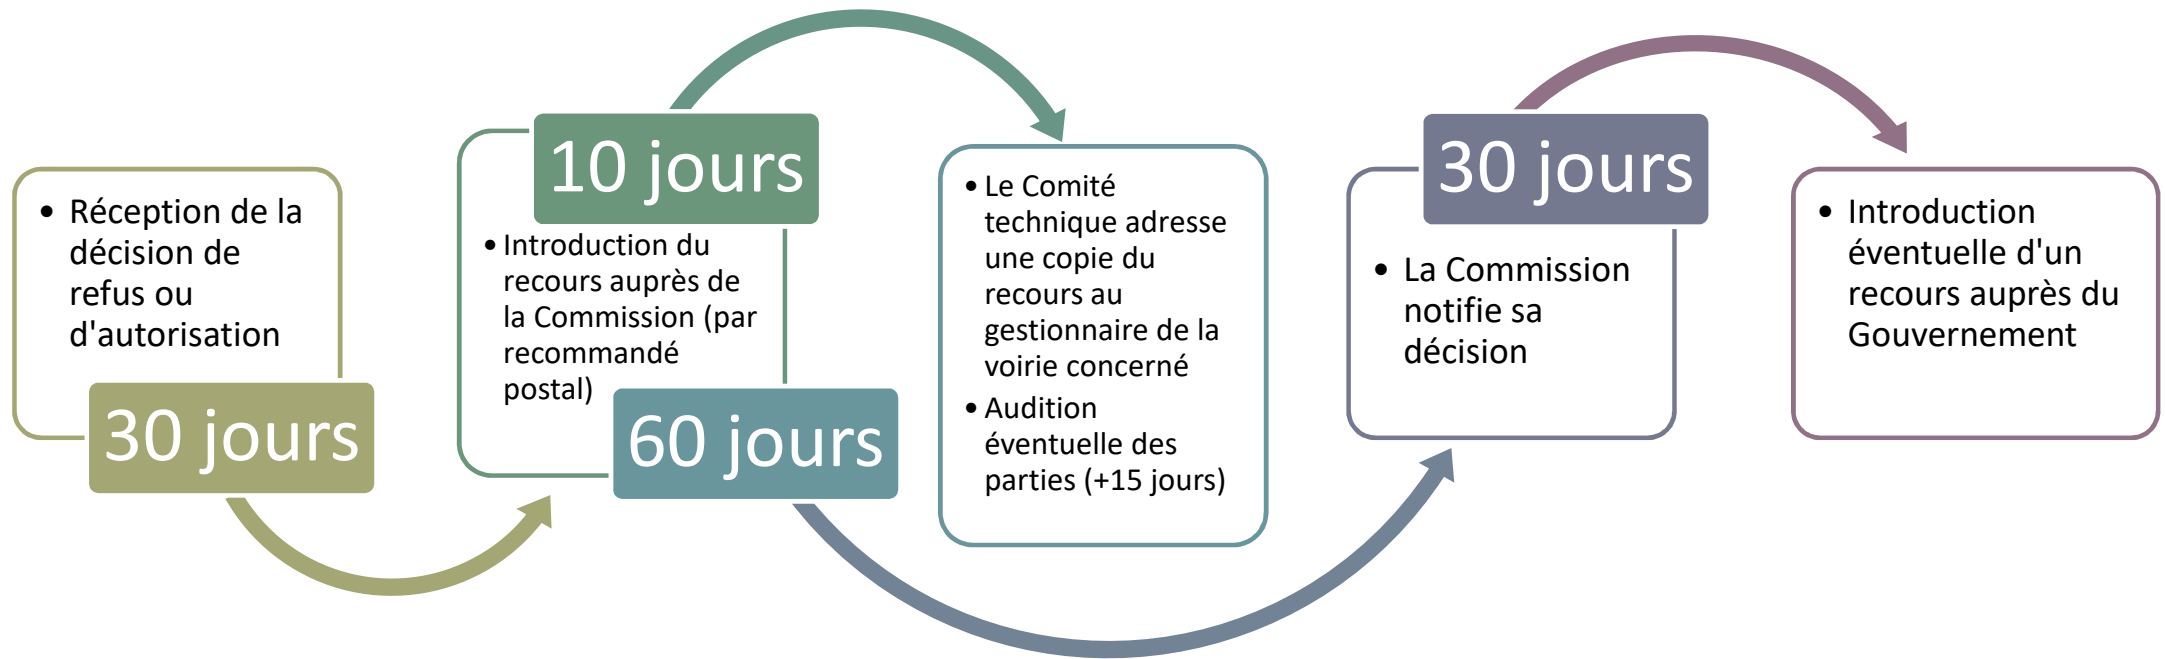 • Réception de la
décision de
refus ou
d'autorisation
30 jours
10 jours
• Introduction du
recours auprès de
la Commission (par
recommandé
postal)
60 jours
• Le Comité
technique adresse
une copie du
recours au
gestionnaire de la
voirie concerné
• Audition
éventuelle des
parties (+15 jours)
30 jours
• La Commission
notifie sa
décision
• Introduction
éventuelle d'un
recours auprès du
Gouvernement